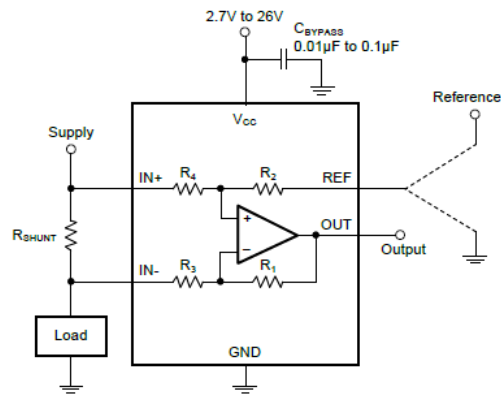 2.7V to 26V
CBYPASS
0.01µF to 0.1µF
Reference
Supply
VCC
IN+
R4
R2
REF
RSHUNT
+
OUT
−
Output
IN-
R3
R1
Load
GND